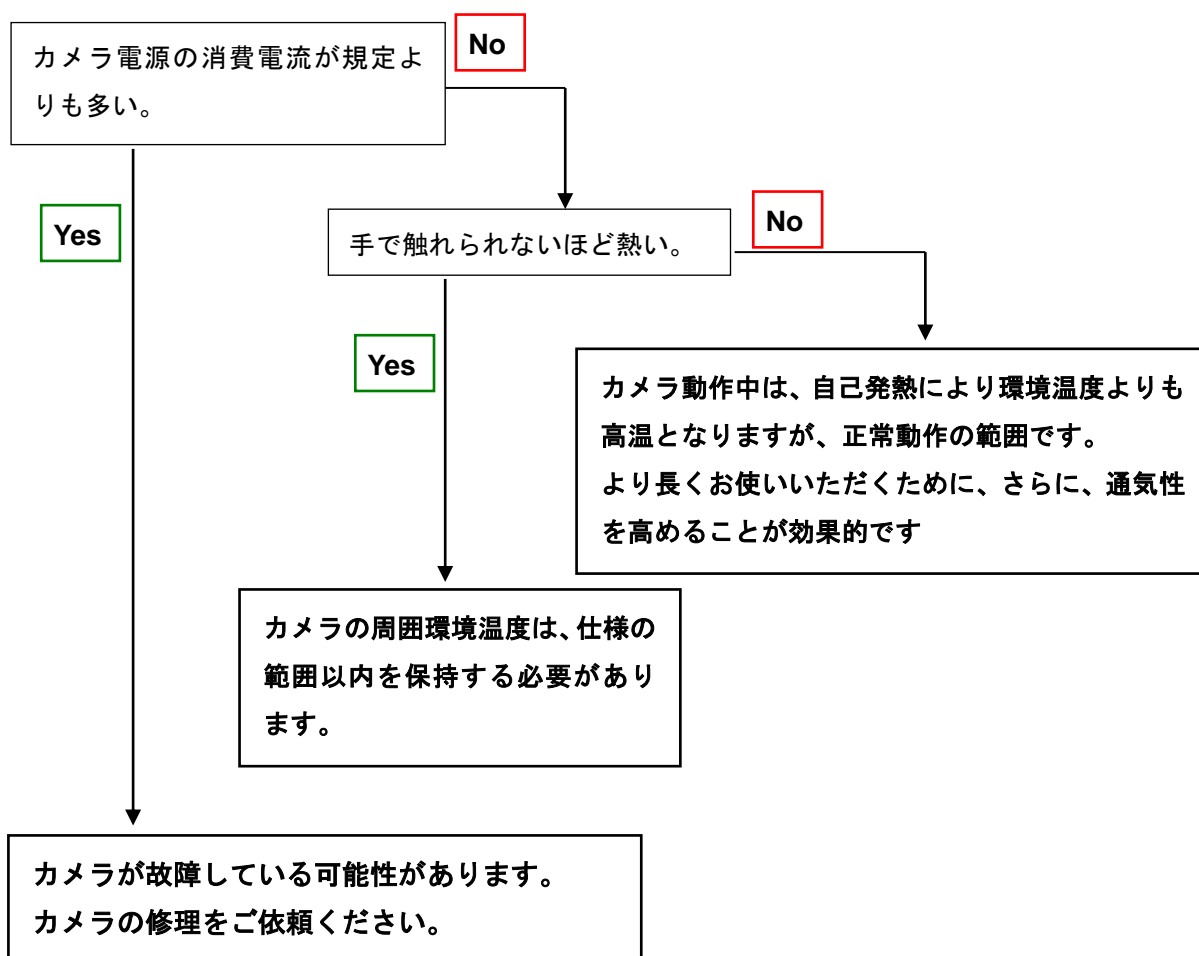 カメラ電源の消費電流が規定よ
りも多い。
No
Yes
手で触れられないほど熱い。
No
Yes
カメラ動作中は、自己発熱により環境温度よりも
高温となりますが、正常動作の範囲です。
より長くお使いいただくために、さらに、通気性
を高めることが効果的です
カメラの周囲環境温度は、仕様の
範囲以内を保持する必要があり
ます。
カメラが故障している可能性があります。
カメラの修理をご依頼ください。